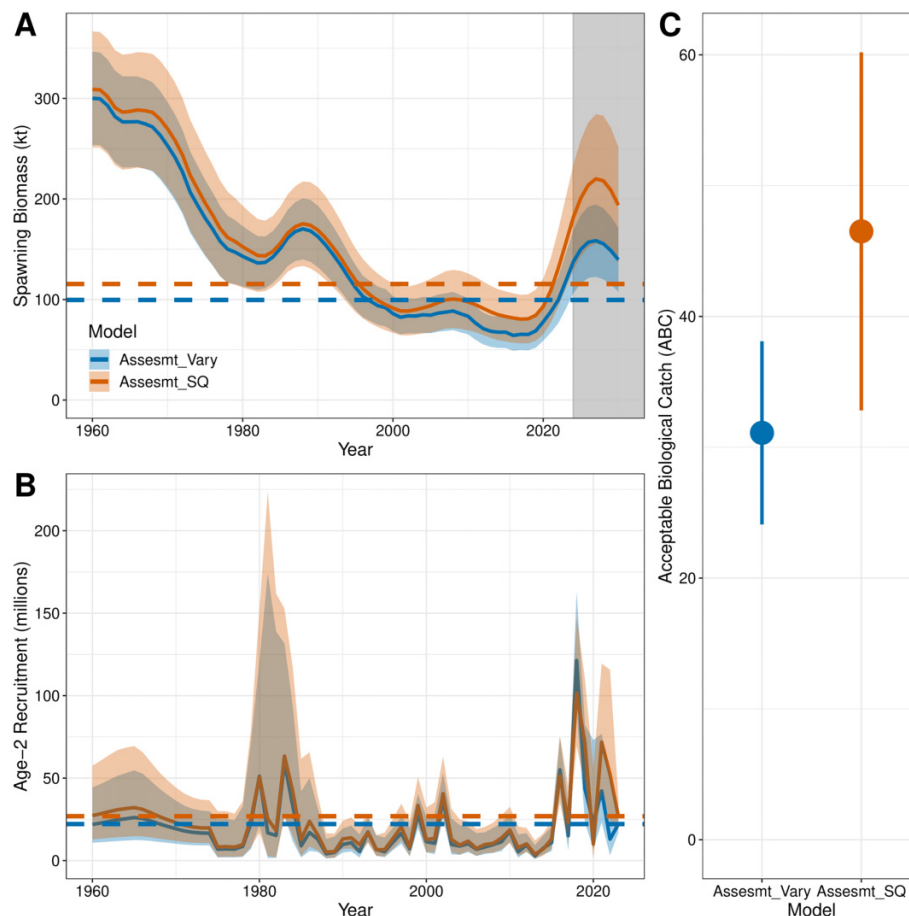 A
Spawning Biomass (kt)
300
200
100
0
Model
Assesmt_Vary
Assesmt_SQ
1960
1980
2000
2020
Year
B
Age−2 Recruitment (millions)
200
150
100
50
0
1960
1980
2000
2020
Year
C
Acceptable Biological Catch (ABC)
60
40
20
0
Assesmt_Vary Assesmt_SQ
Model